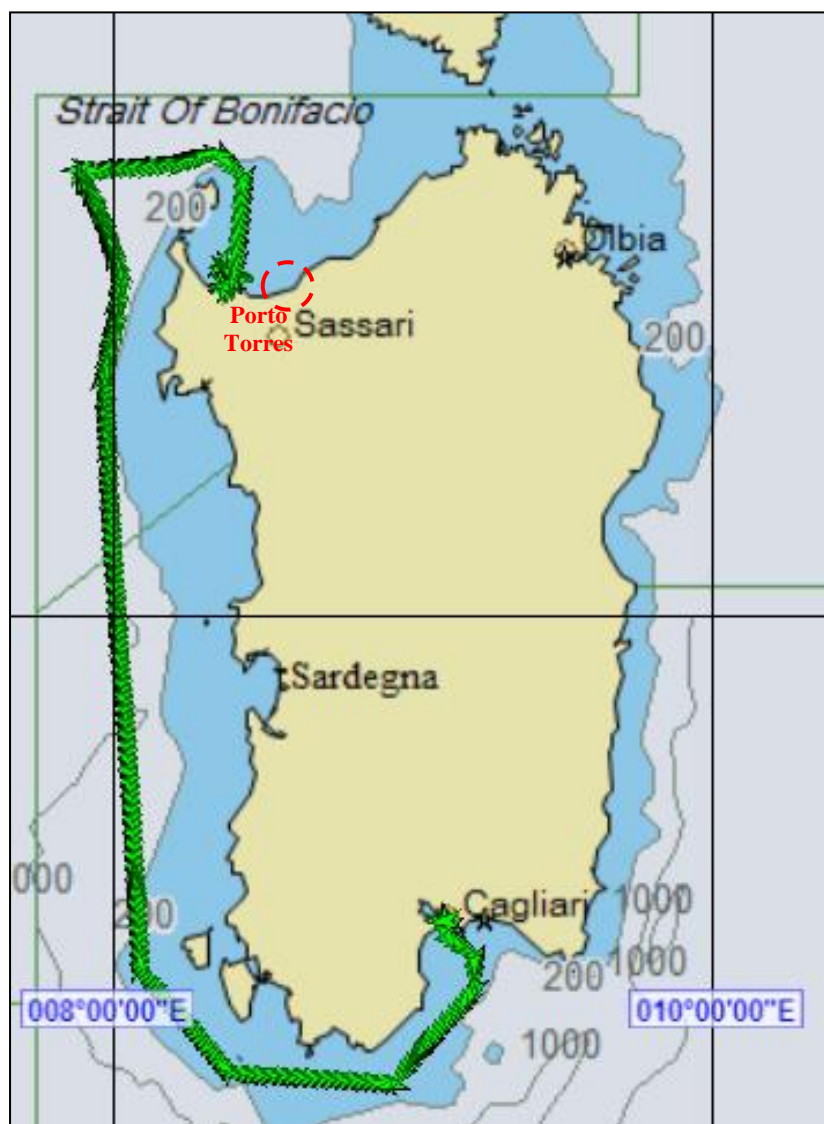 Strait Of Bonifacio
200
Olbia
Porto
Torres
Sassari
200
Sardegna
000
Cagliari
1000
200
1000
200
008°00'00"E
010°00'00"E
1000